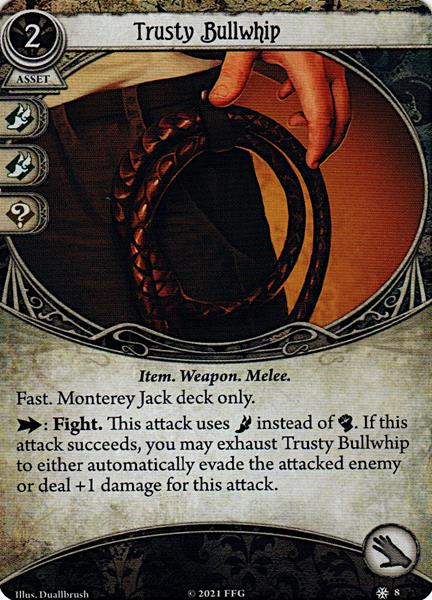 2
Trusty Bullwhip
ASSET
?
Item. Weapon. Melee.
Fast. Monterey Jack deck only.
: Fight. This attack uses instead of . If this
attack succeeds, you may exhaust Trusty Bullwhip
to either automatically evade the attacked enemy
or deal +1 damage for this attack.
Illus. Duallbrush
© 2021 FFG
8